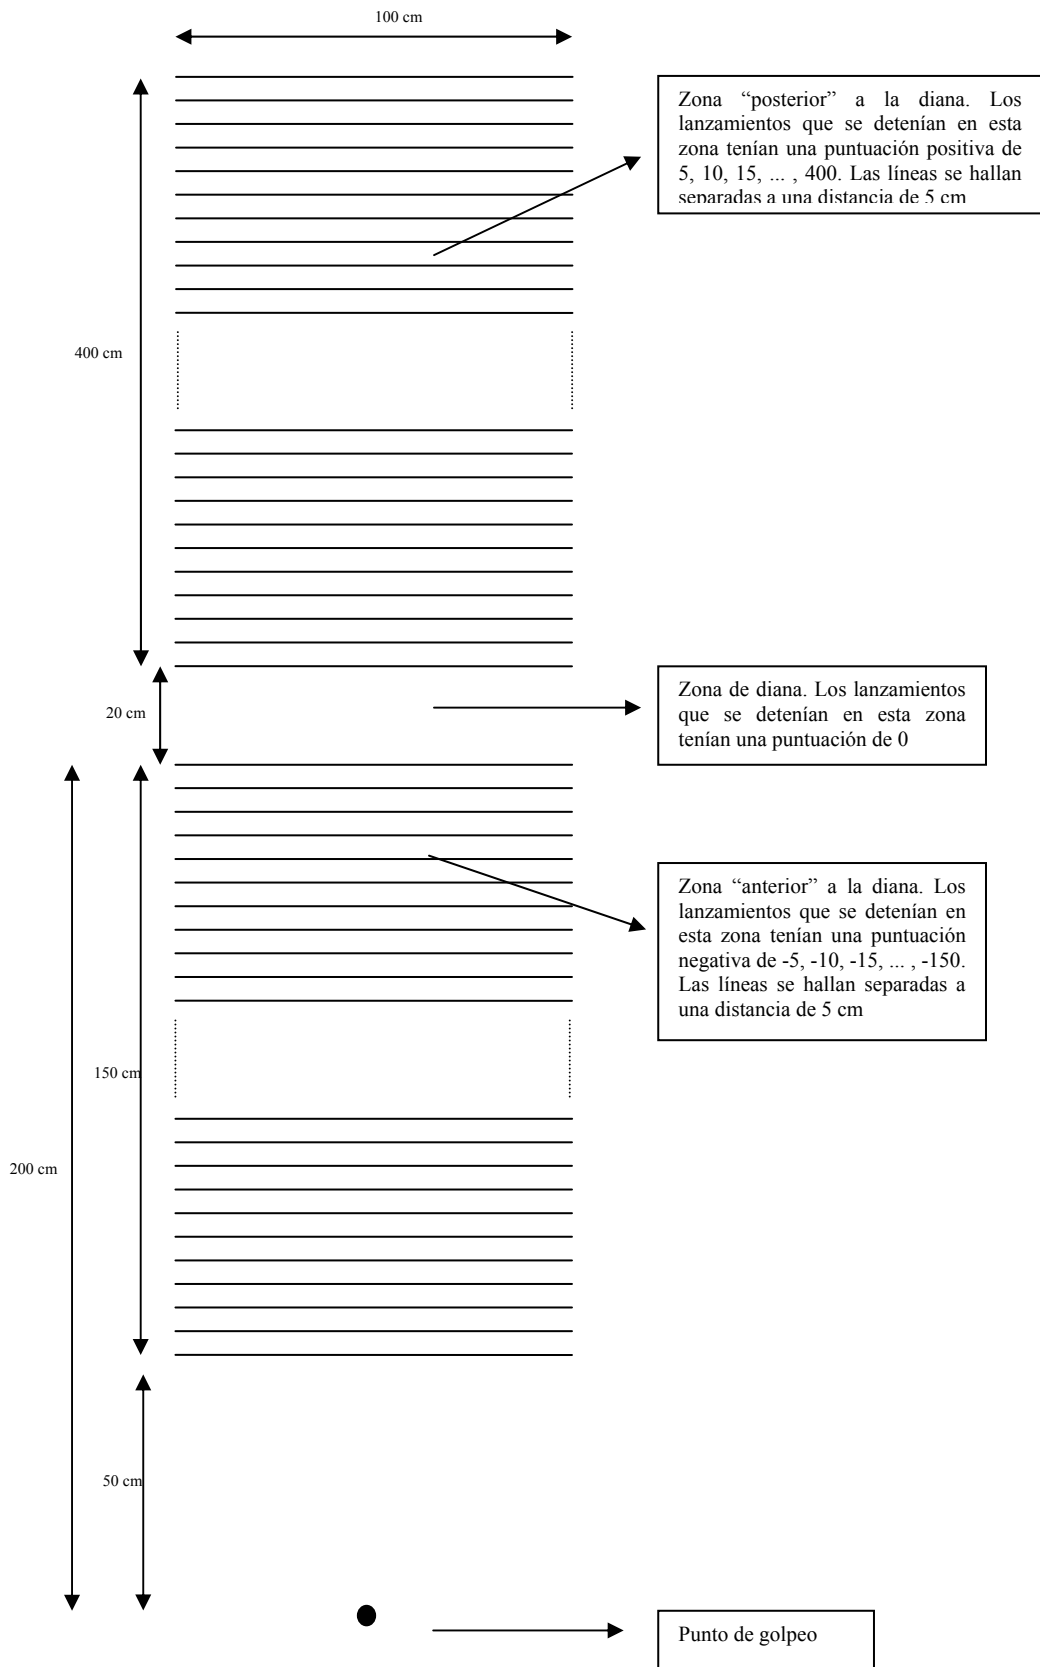 100 cm
Zona “posterior” a la diana. Los
lanzamientos que se detenían en esta
zona tenían una puntuación positiva de
5, 10, 15, ... , 400. Las líneas se hallan
separadas a una distancia de 5 cm
400 cm
Zona de diana. Los lanzamientos
que se detenían en esta zona
tenían una puntuación de 0
20 cm
Zona “anterior” a la diana. Los
lanzamientos que se detenían en
esta zona tenían una puntuación
negativa de -5, -10, -15, ... , -150.
Las líneas se hallan separadas a
una distancia de 5 cm
150 cm
200 cm
50 cm
Punto de golpeo